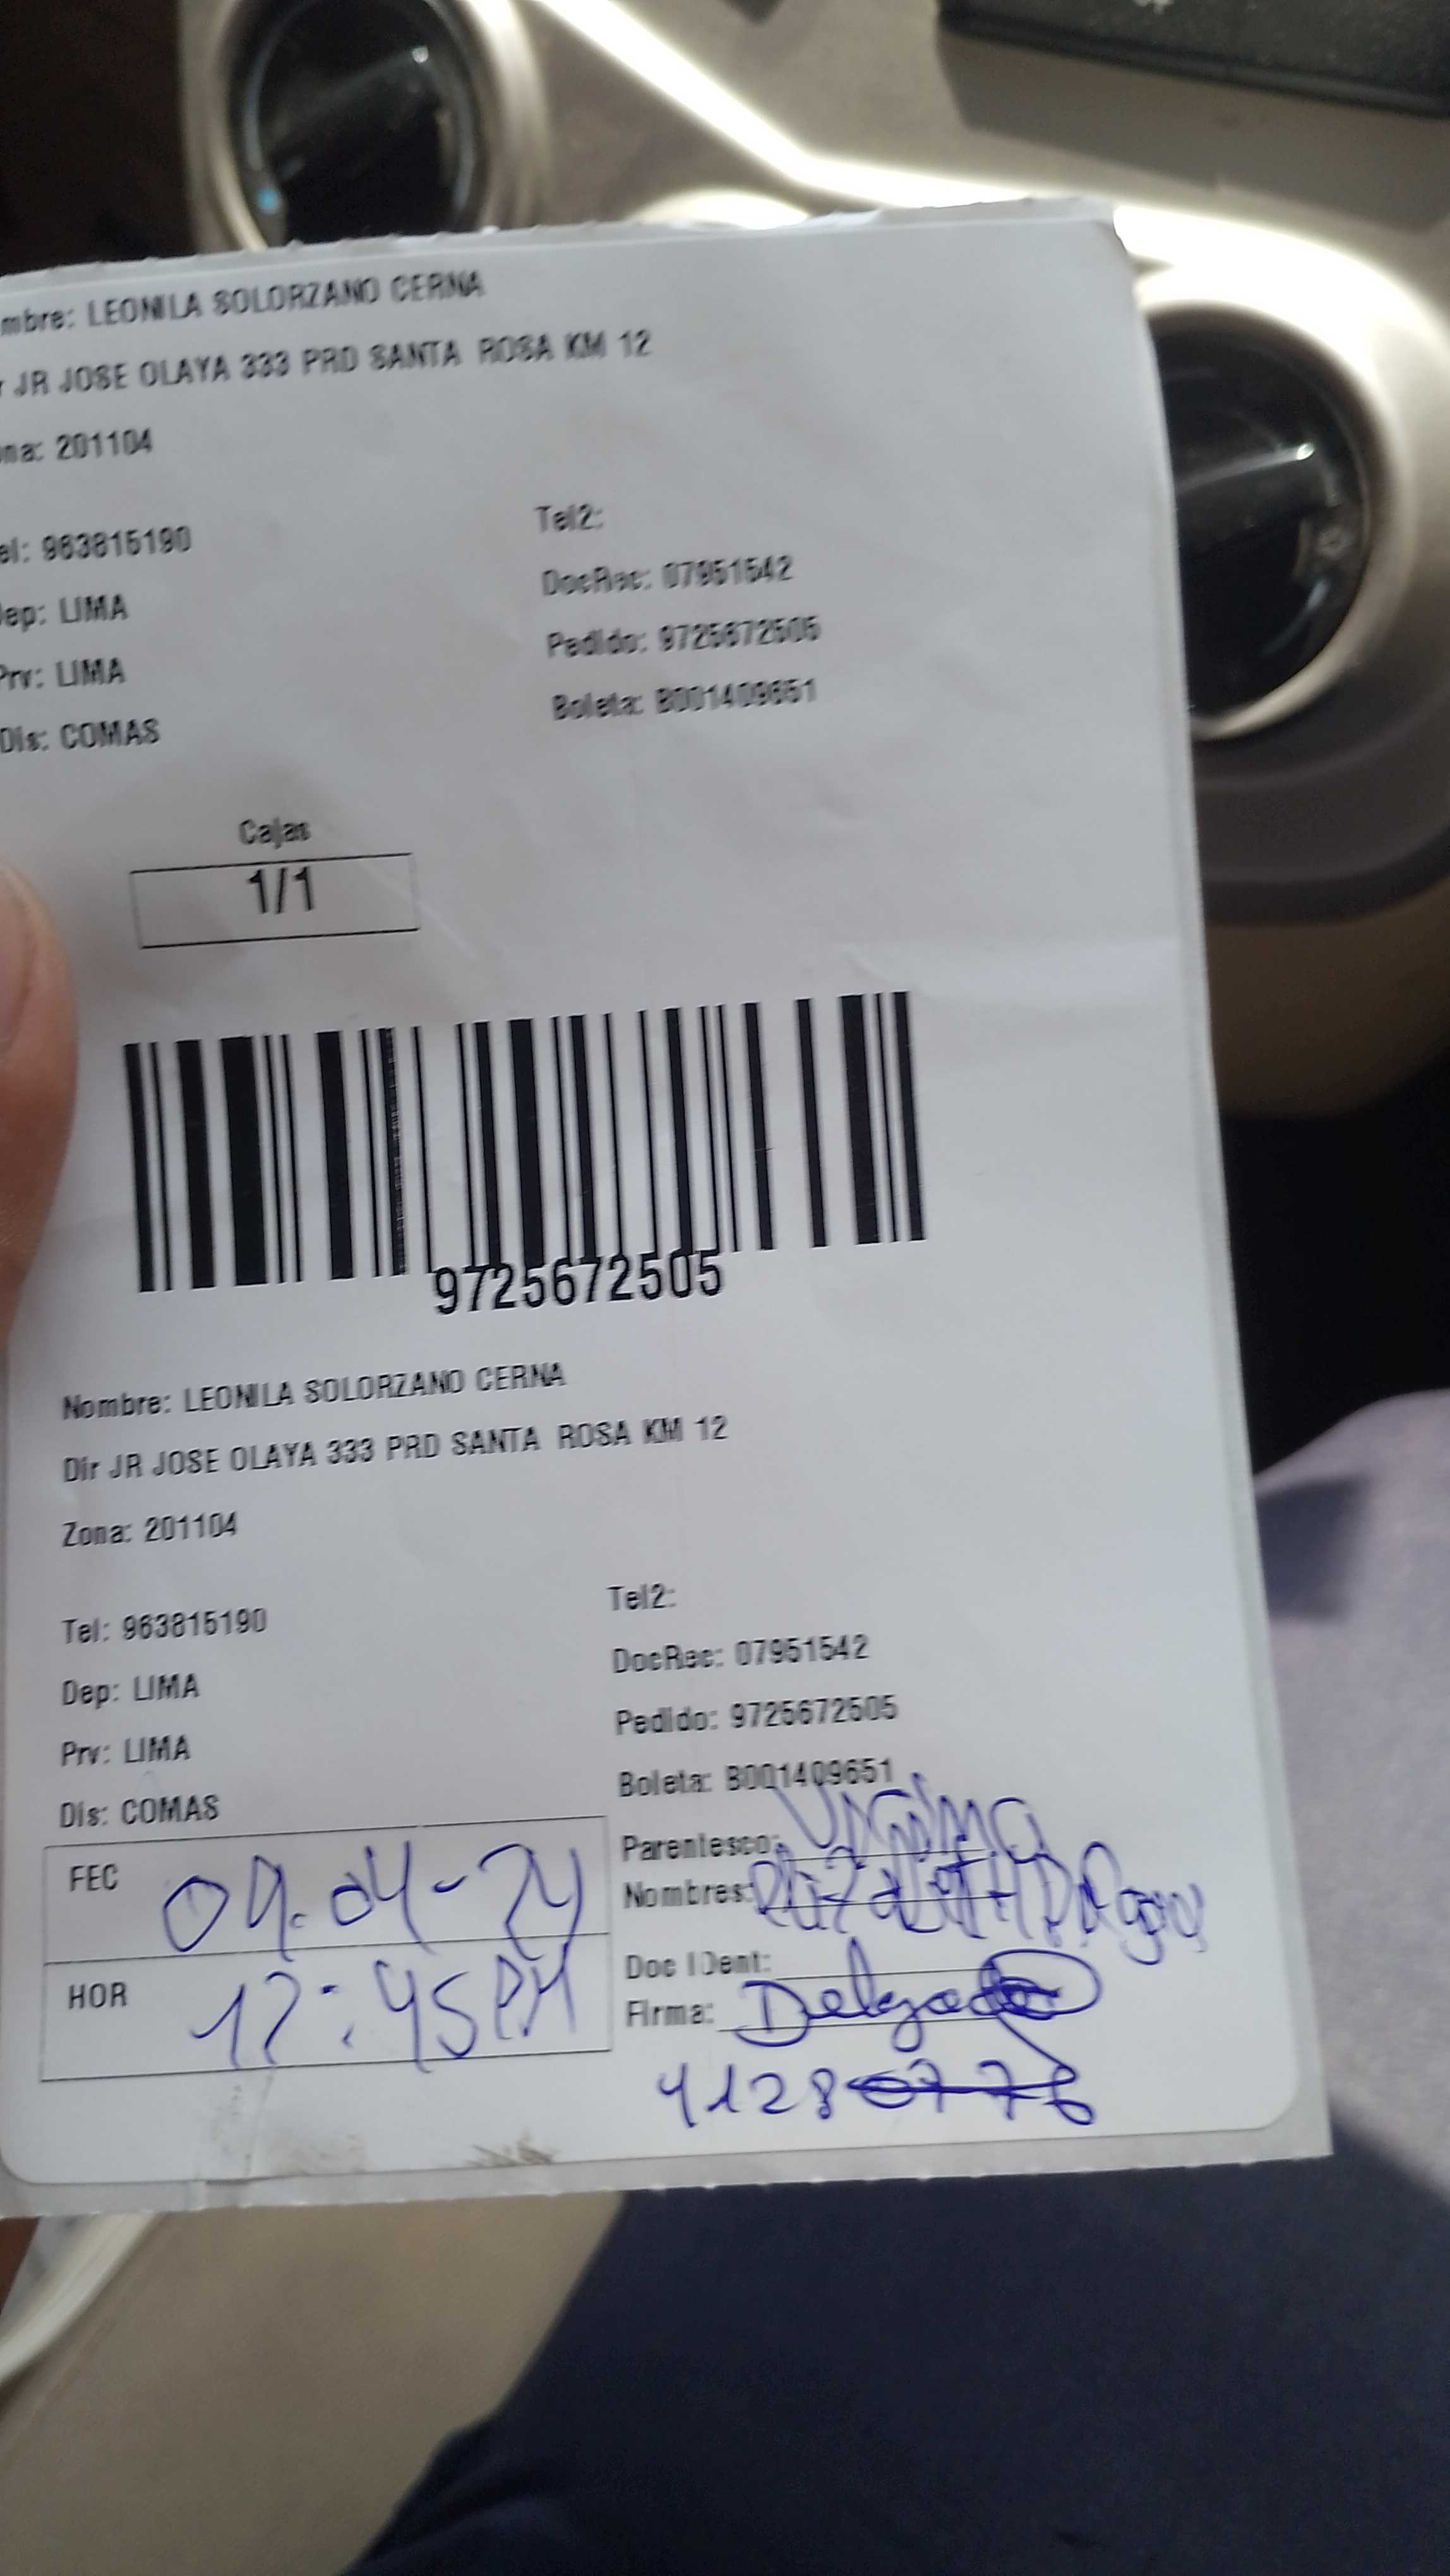 mbre: LEONILA SOLORZANO CERNA
r JR JOSE OLAYA 333 PRD SANTA ROSA KM 12
na: 201104
el: 963815190
Tel2:
DocRec: 07951542
ep: LIMA
Pedido: 9725672505
Prv: LIMA
Boleta: B001409651
Dis: COMAS
Cajas
1/1
9725672505
Nombre: LEONILA SOLORZANO CERNA
Dir JR JOSE OLAYA 333 PRD SANTA ROSA KM 12
Zona: 201104
Tel: 963815190
Tel2:
DocRec: 07951542
Dep: LIMA
Pedido: 9725672505
Prv: LIMA
Boleta: B001409651
Dis: COMAS
FEC 09-04-24
Parentesco:
Nombres:
HOR 12:45PM
Doc IDent:
Firma: Delgado
41280776